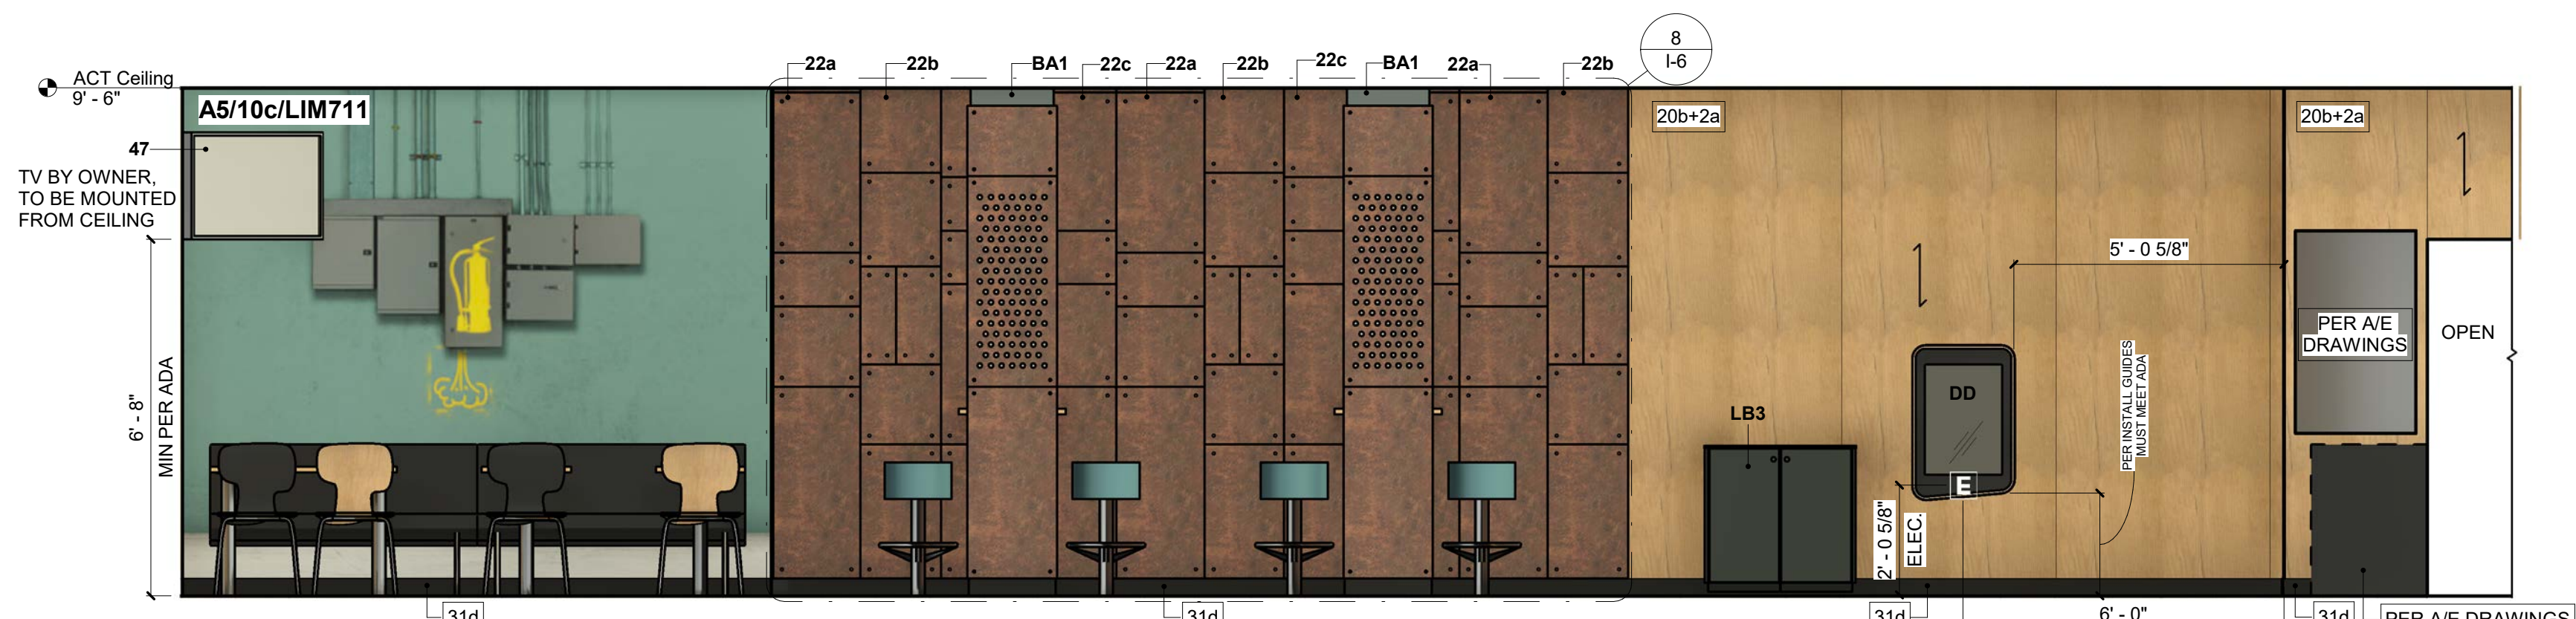 8
I-6
22a
22b
BA1
22c
22a
22b
22c
BA1
22a
22b
ACT Ceiling
9' - 6"
A5/10c/LIM711
20b+2a
20b+2a
47
TV BY OWNER,
TO BE MOUNTED
FROM CEILING
5' - 0 5/8"
PER A/E
DRAWINGS
OPEN
6' - 8"
MIN PER ADA
DD
LB3
PER INSTALL GUIDES
MUST MEET ADA
E
2' - 0 5/8"
ELEC.
31d
31d
31d
6' - 0"
31d
PER A/E DRAWINGS